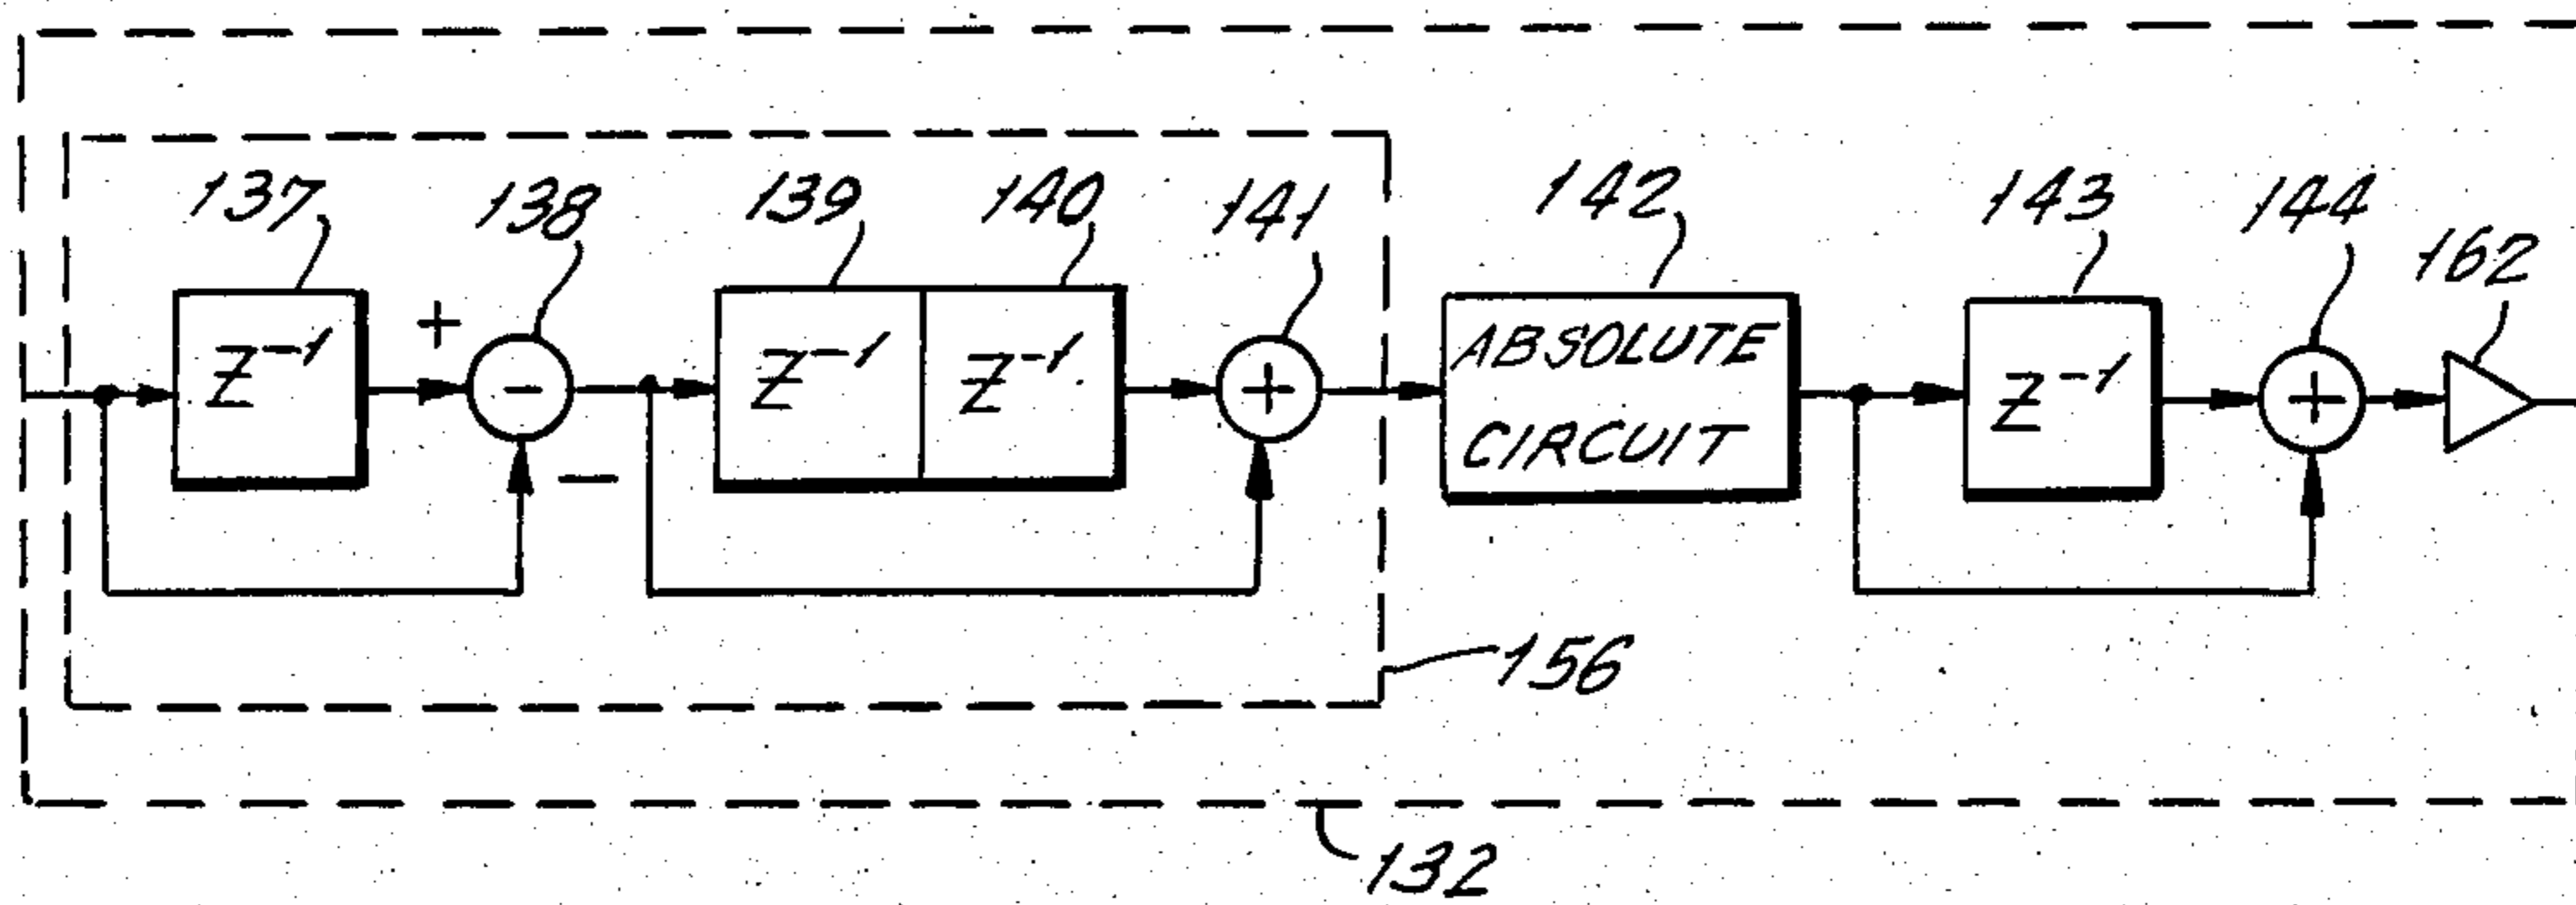 137
138
139
140
141
142
143
144
162
+
Z⁻¹
-
Z⁻¹
Z⁻¹
+
ABSOLUTE
CIRCUIT
Z⁻¹
+
−
156
132